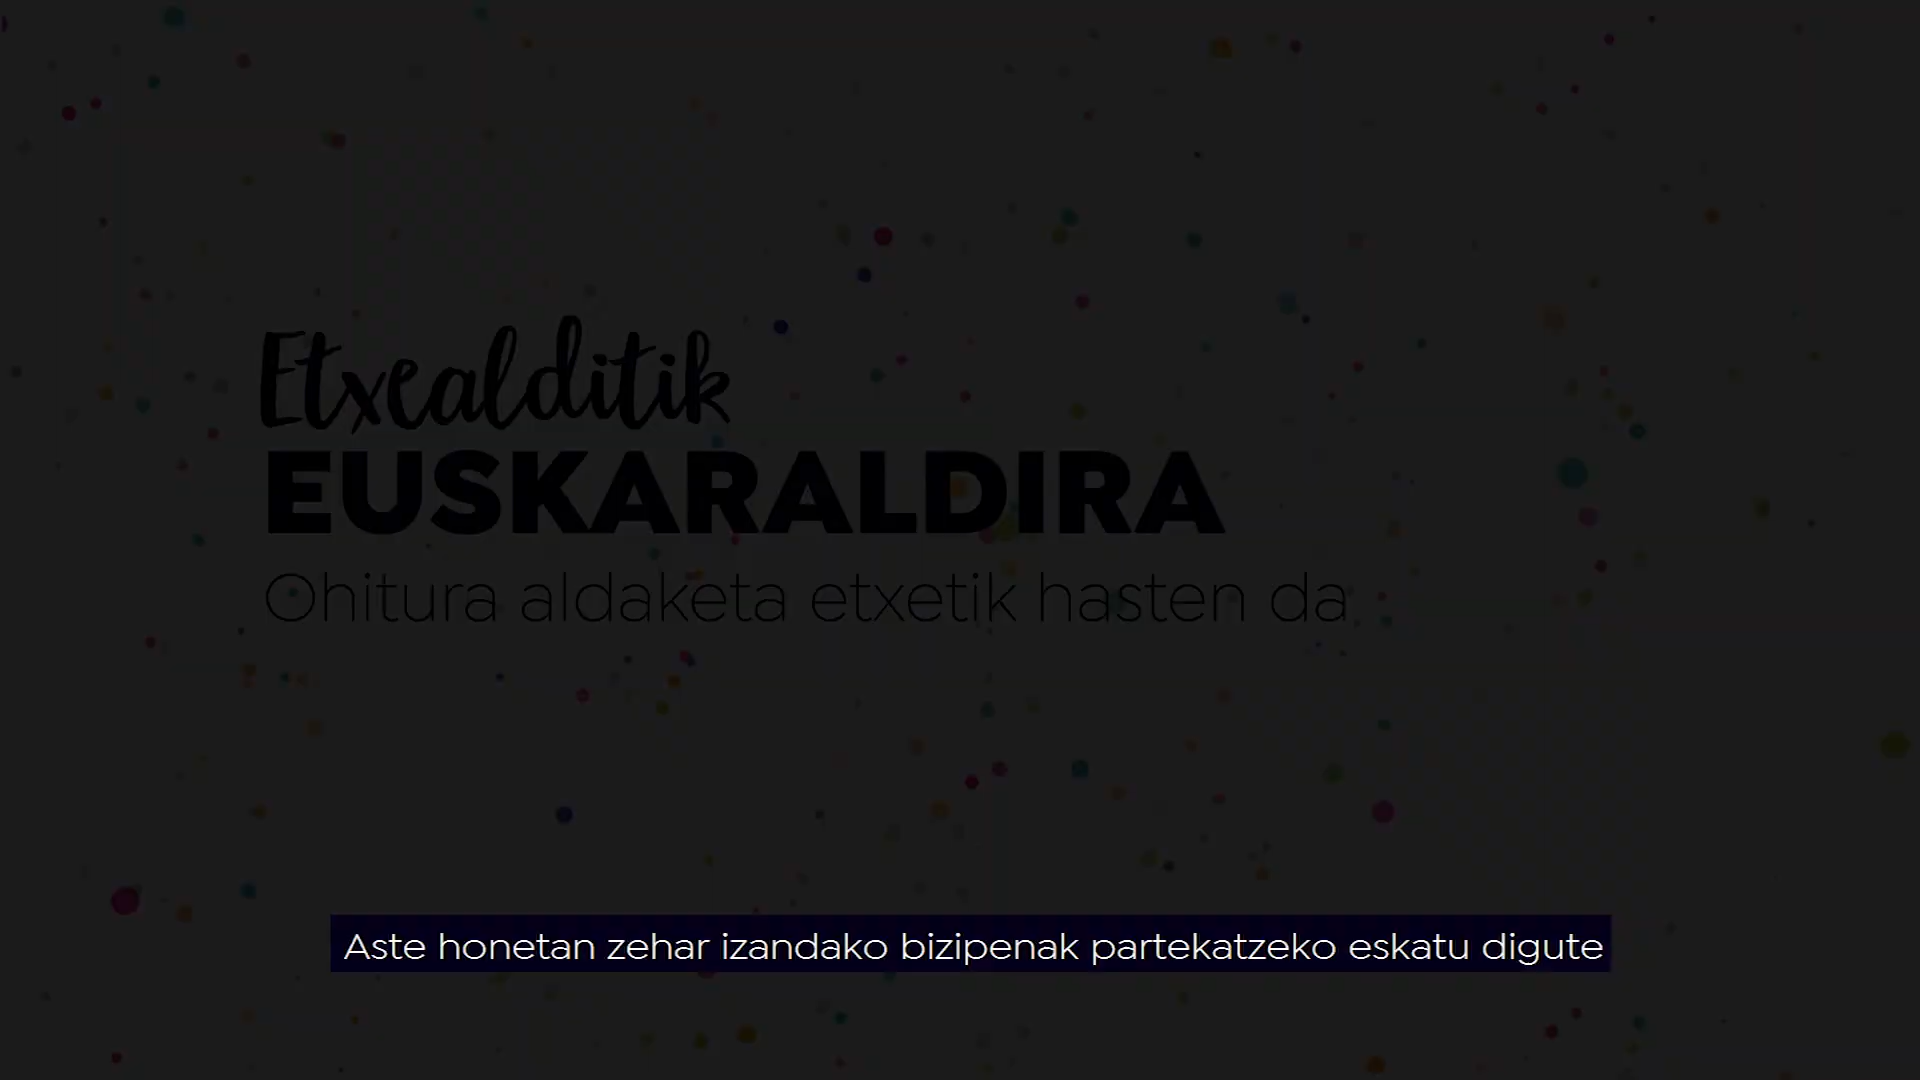 Etxealditik
EUSKARALDIRA
Ohitura aldaketa etxetik hasten da
Aste honetan zehar izandako bizipenak partekatzeko eskatu digute